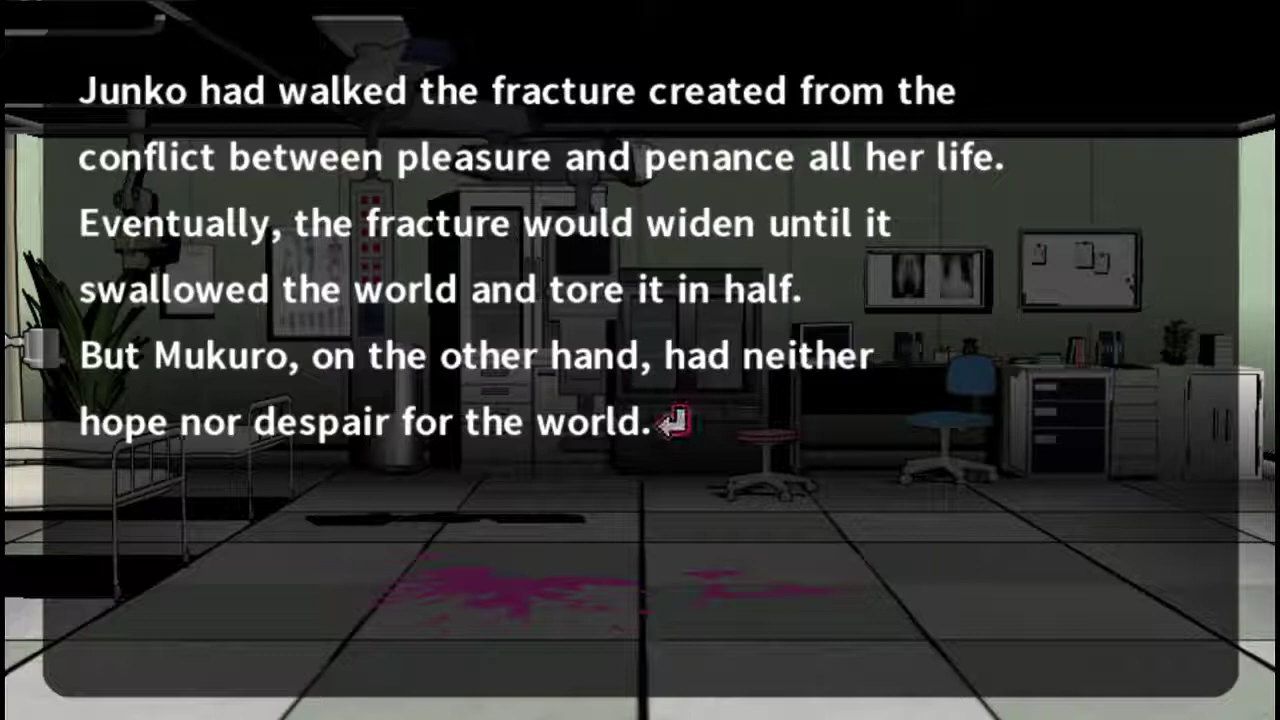 Junko had walked the fracture created from the
conflict between pleasure and penance all her life.
Eventually, the fracture would widen until it
swallowed the world and tore it in half.
But Mukuro, on the other hand, had neither
hope nor despair for the world.